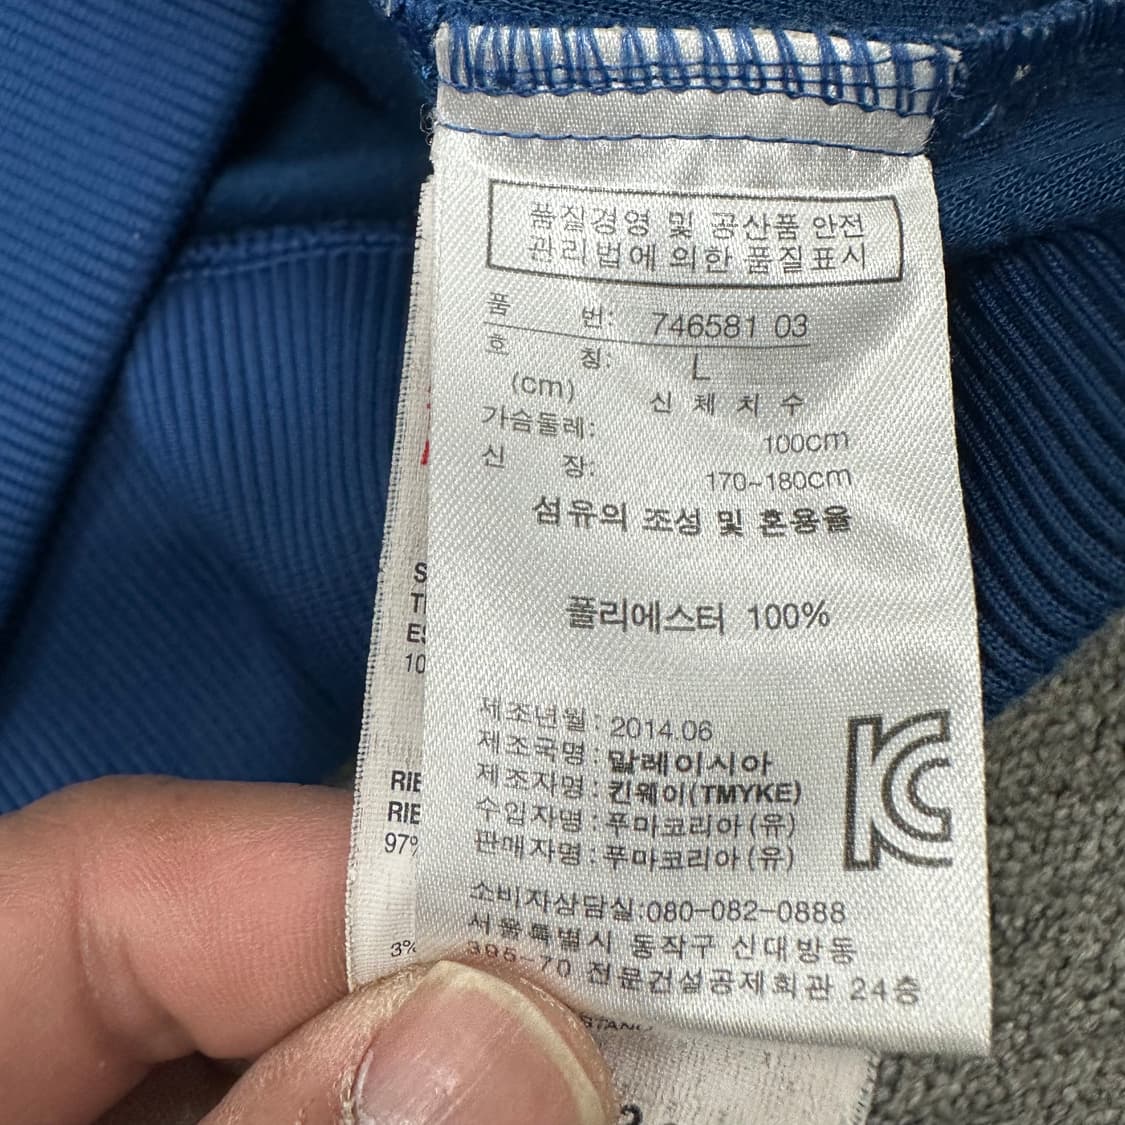 품질경영 및 공산품 안전
관리법에 의한 품질표시
품 번: 746581 03
호 칭: L
(cm) 신 체 치 수
가슴둘레: 100cm
신 장: 170~180cm
섬유의 조성 및 혼용율
폴리에스터 100%
제조년월: 2014.06
제조국명: 말레이시아
제조자명: 킨웨이(TMYKE)
수입자명: 푸마코리아(유)
판매자명: 푸마코리아(유)
소비자상담실:080-082-0888
서울특별시 동작구 신대방동
395-70 전문건설공제회관 24층
KC
RIB
RIB
97%
3%